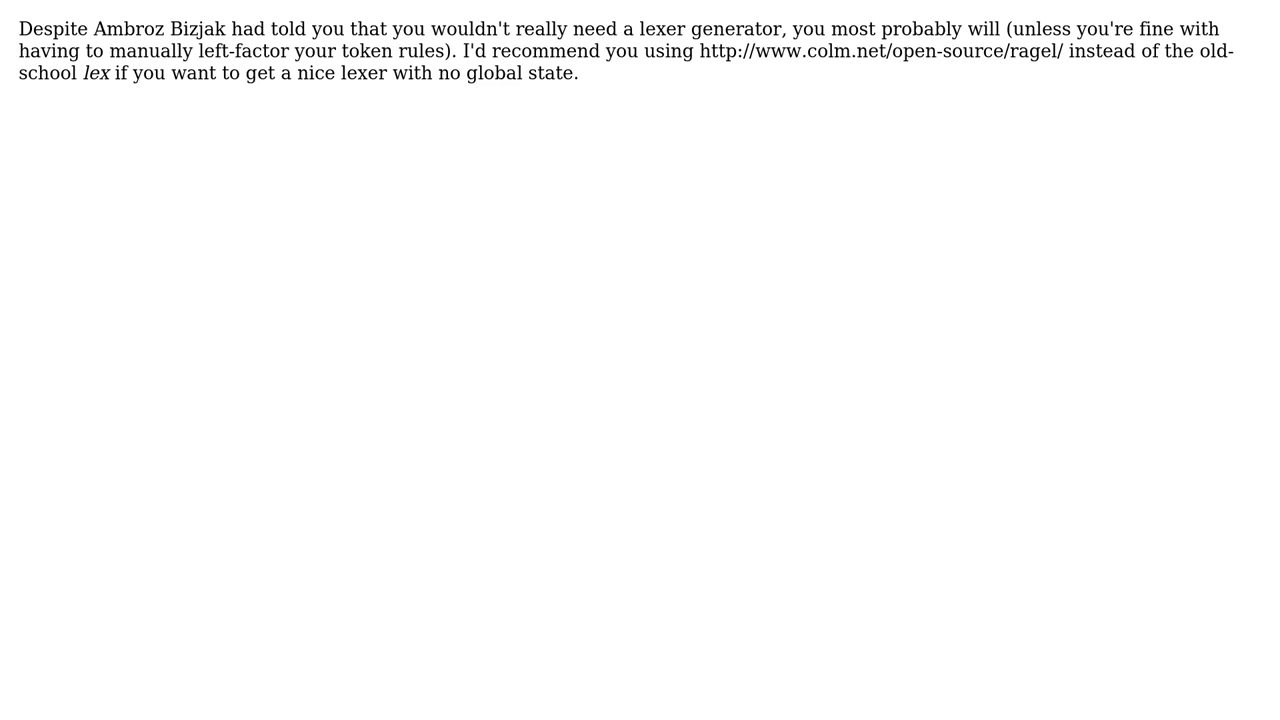 Despite Ambroz Bizjak had told you that you wouldn't really need a lexer generator, you most probably will (unless you're fine with
having to manually left-factor your token rules). I'd recommend you using http://www.colm.net/open-source/ragel/ instead of the old-
school lex if you want to get a nice lexer with no global state.